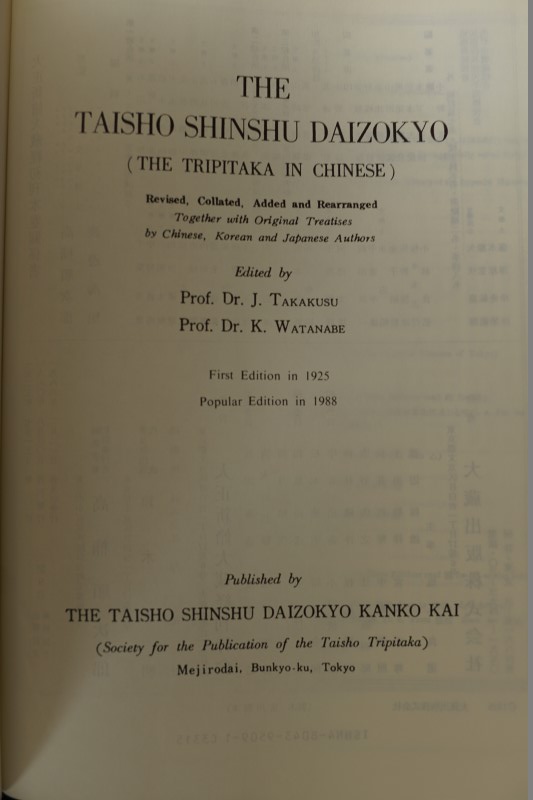 THE
TAISHO SHINSHU DAIZOKYO
(THE TRIPITAKA IN CHINESE)
Revised, Collated, Added and Rearranged
Together with Original Treatises
by Chinese, Korean and Japanese Authors
Edited by
Prof. Dr. J. TAKAKUSU
Prof. Dr. K. WATANABE
First Edition in 1925
Popular Edition in 1988
Published by
THE TAISHO SHINSHU DAIZOKYO KANKO KAI
(Society for the Publication of the Taisho Tripitaka)
Mejirodai, Bunkyo-ku, Tokyo